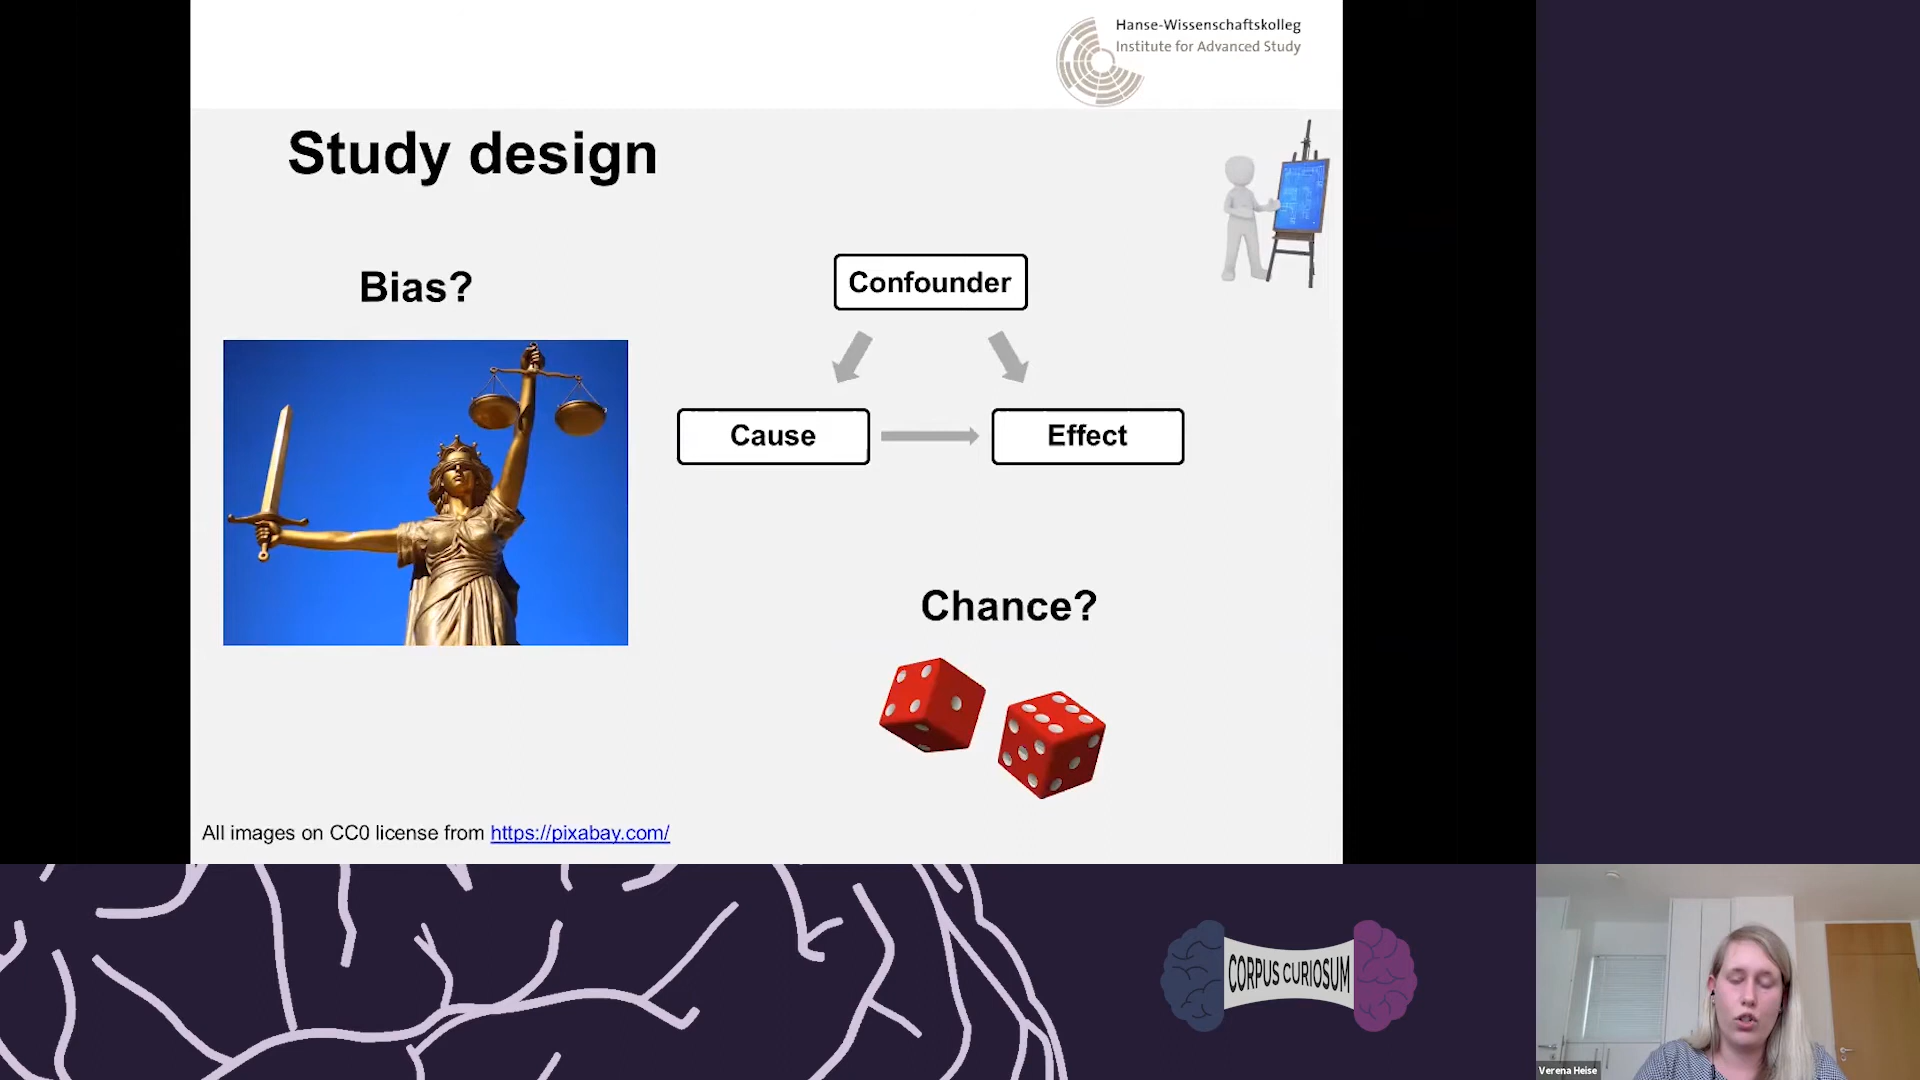 Hanse-Wissenschaftskolleg
Institute for Advanced Study
Study design
Bias?
Confounder
Cause
Effect
Chance?
All images on CC0 license from https://pixabay.com/
CORPUS CURIOSUM
Verena Heise